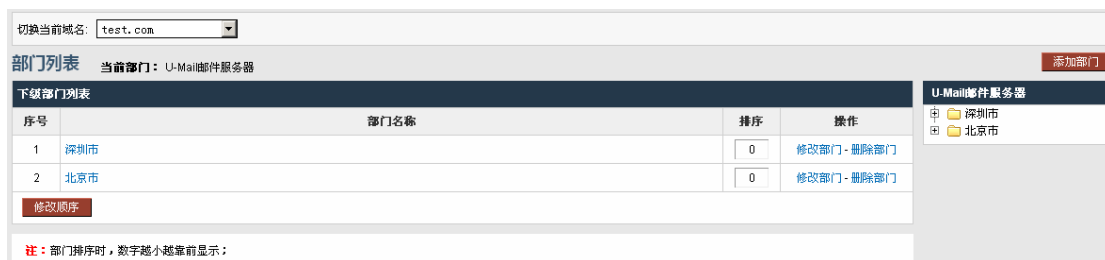 切换当前域名: test.com
部门列表 当前部门： U-Mail邮件服务器 添加部门
下级部门列表
序号 部门名称 排序 操作
1 深圳市 0 修改部门 - 删除部门
2 北京市 0 修改部门 - 删除部门
修改顺序
注：部门排序时，数字越小越靠前显示；
U-Mail邮件服务器
深圳市
北京市